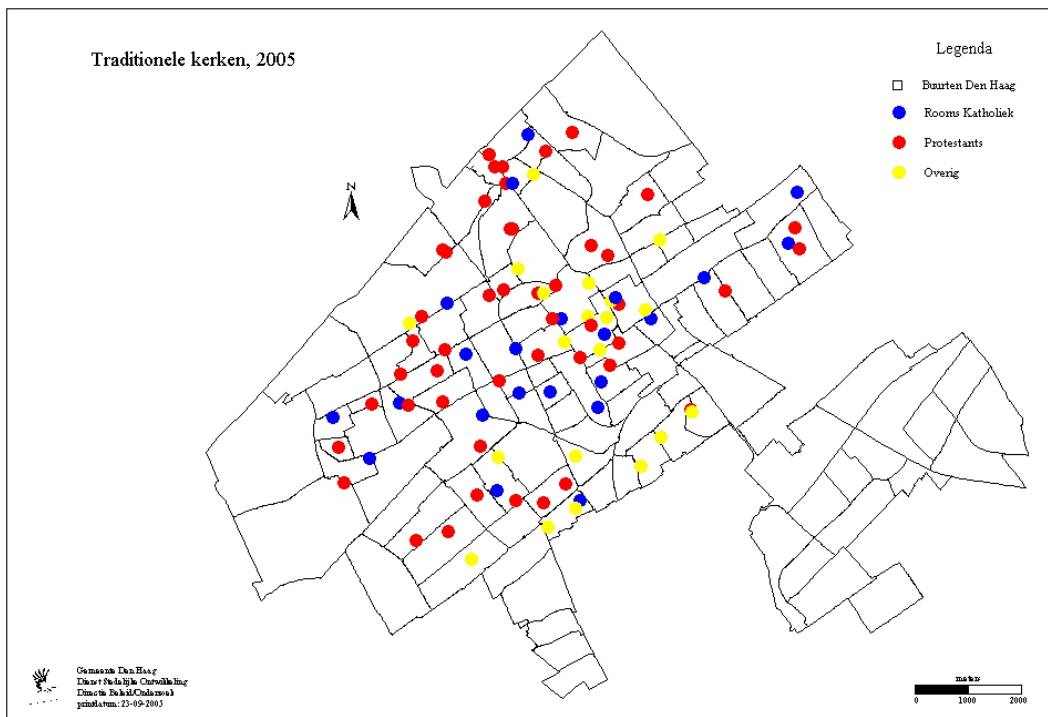 Traditionele kerken, 2005
Legenda
Buurten Den Haag
Rooms Katholiek
Protestants
Overig
N
Gemeente Den Haag
Dienst Stedelijke Ontwikkeling
Directie Beleid/Onderzoek
printdatum: 23-09-2005
meters
0 1000 2000